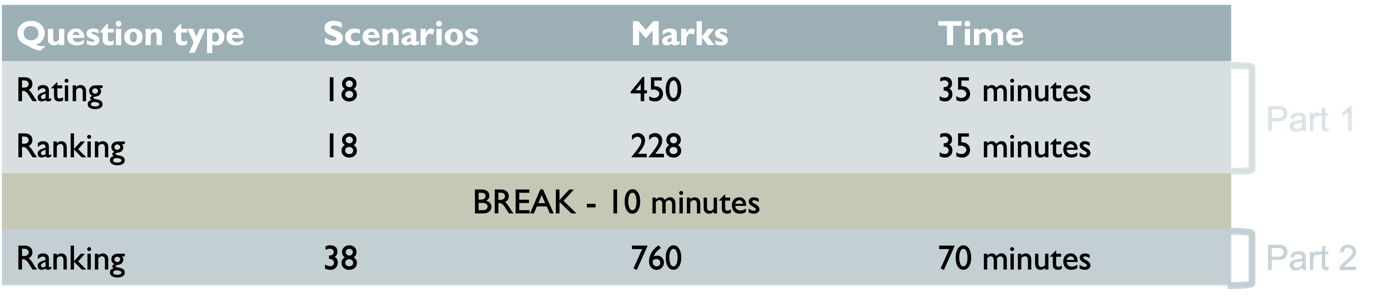 Question type Scenarios Marks Time
Rating 18 450 35 minutes
Part 1
Ranking 18 228 35 minutes
BREAK - 10 minutes
Ranking 38 760 70 minutes Part 2